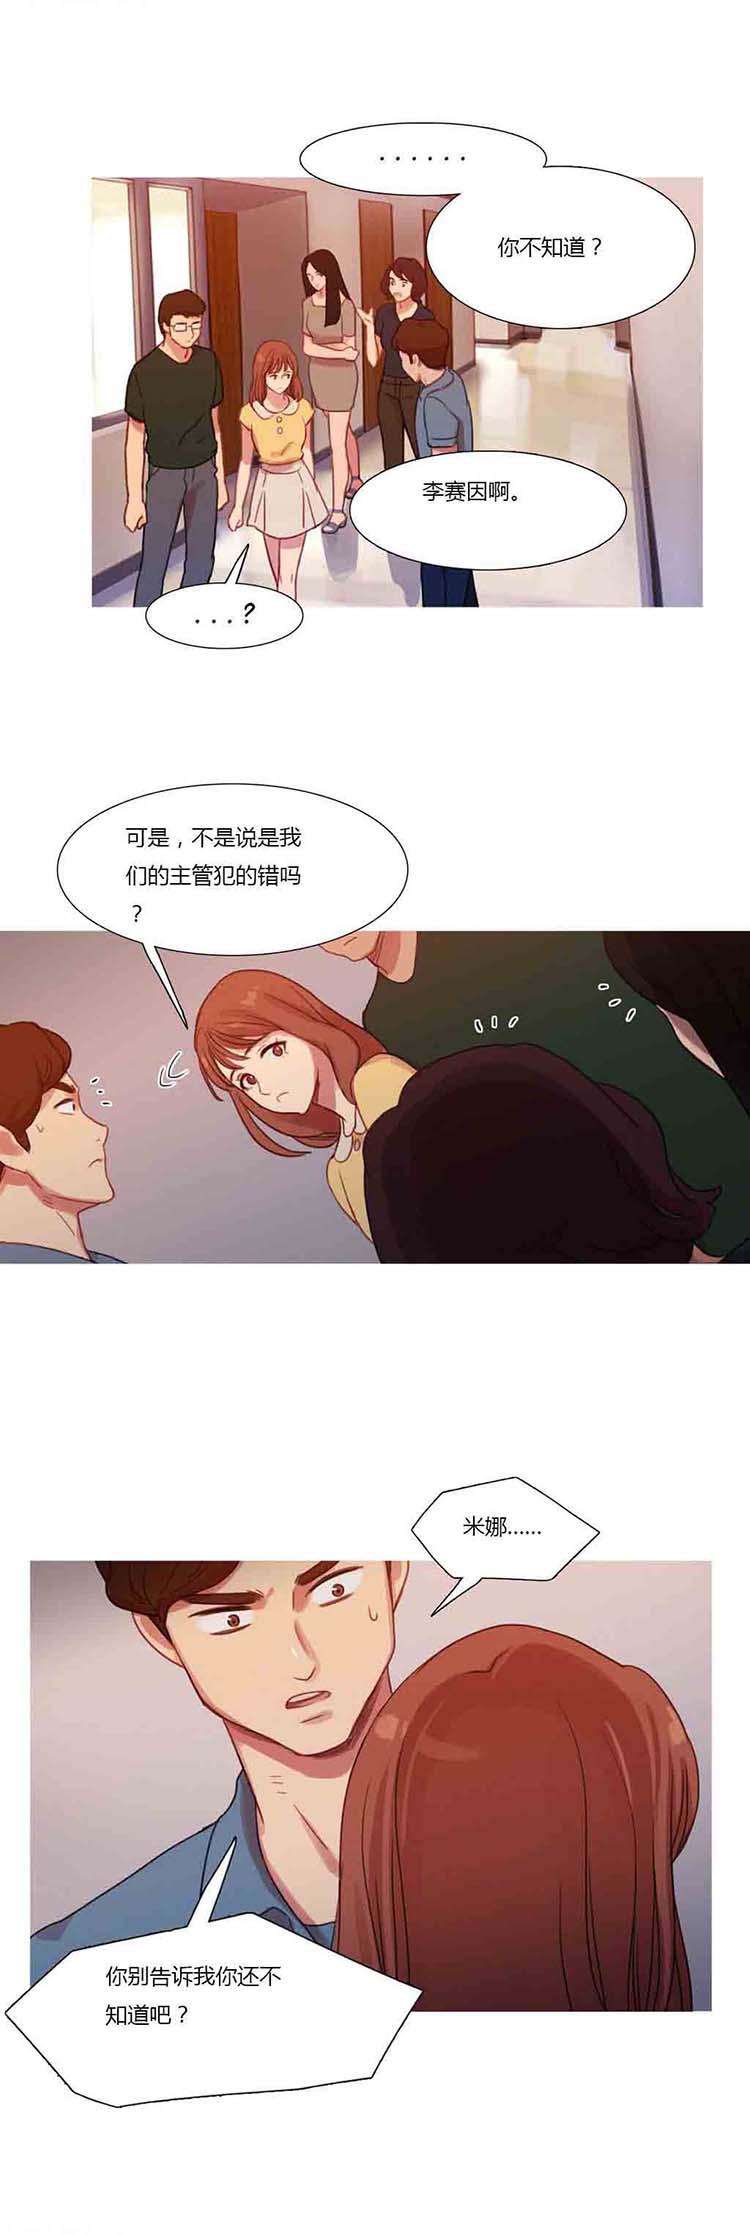 ......
你不知道？
李赛因啊。
...?
可是，不是说是我
们的主管犯的错吗
？
米娜……
你别告诉我你还不
知道吧？